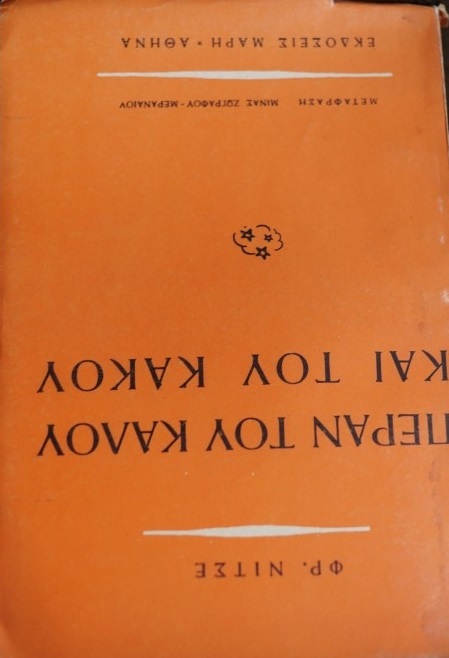 ΦΡ. ΝΙΤΣΕ
ΠΕΡΑΝ ΤΟΥ ΚΑΛΟΥ
ΚΑΙ ΤΟΥ ΚΑΚΟΥ
ΜΕΤΑΦΡΑΣΗ ΜΙΝΑΣ ΖΩΓΡΑΦΟΥ - ΜΕΡΑΝΑΙΟΥ
ΕΚΔΟΣΕΙΣ ΜΑΡΗ * ΑΘΗΝΑ